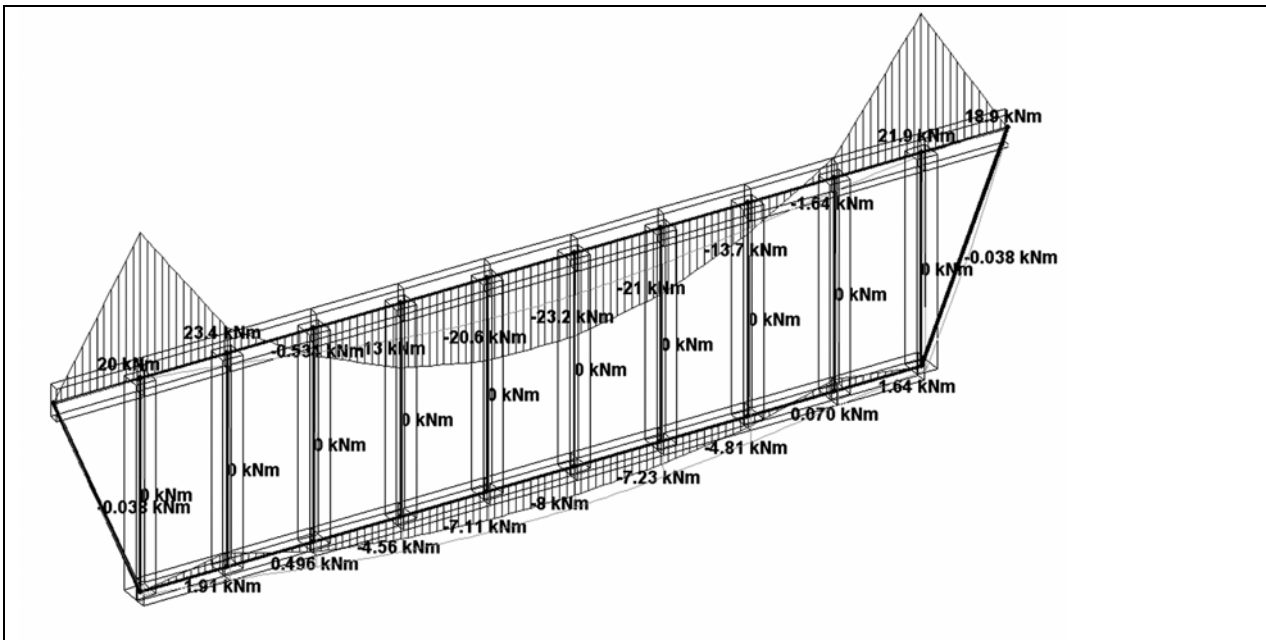 18.9 kNm
21.9 kNm
-1.64 kNm
-13.7 kNm
-0.038 kNm
0 kNm
-21 kNm
0 kNm
-23.2 kNm
0 kNm
-20.6 kNm
23.4 kNm
-13 kNm
20 kNm
0 kNm
0 kNm
1.64 kNm
0 kNm
0.070 kNm
0 kNm
-4.81 kNm
0 kNm
-7.23 kNm
0 kNm
0 kNm
-8 kNm
-0.038 kNm
-7.11 kNm
-4.56 kNm
0.496 kNm
1.91 kNm